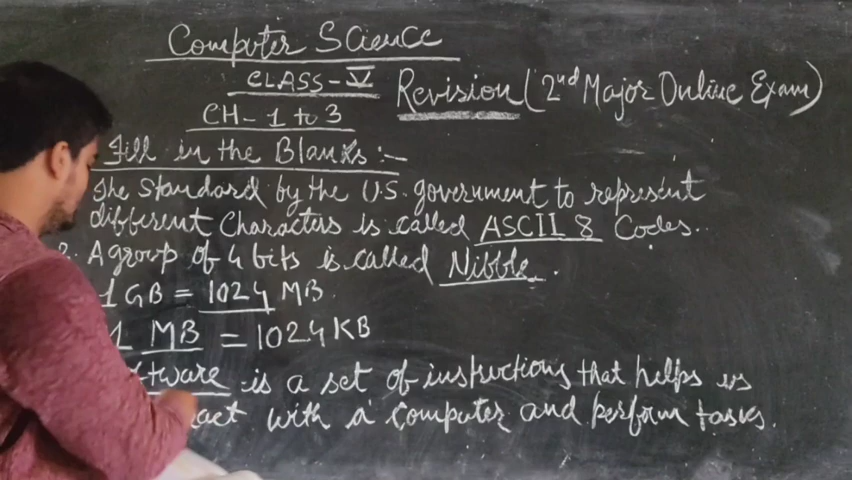 Computer Science
CLASS-V
Revision (2nd Major Online Exam)
CH-1 to 3
Fill in the Blanks :-
The standard by the U.S. government to represent
different characters is called ASCII 8 Codes..
2. A group of 4 bits is called Nibble.
1 GB = 1024 MB
1 MB = 1024 KB
is a set of instructions that helps us
with a computer and perform tasks.